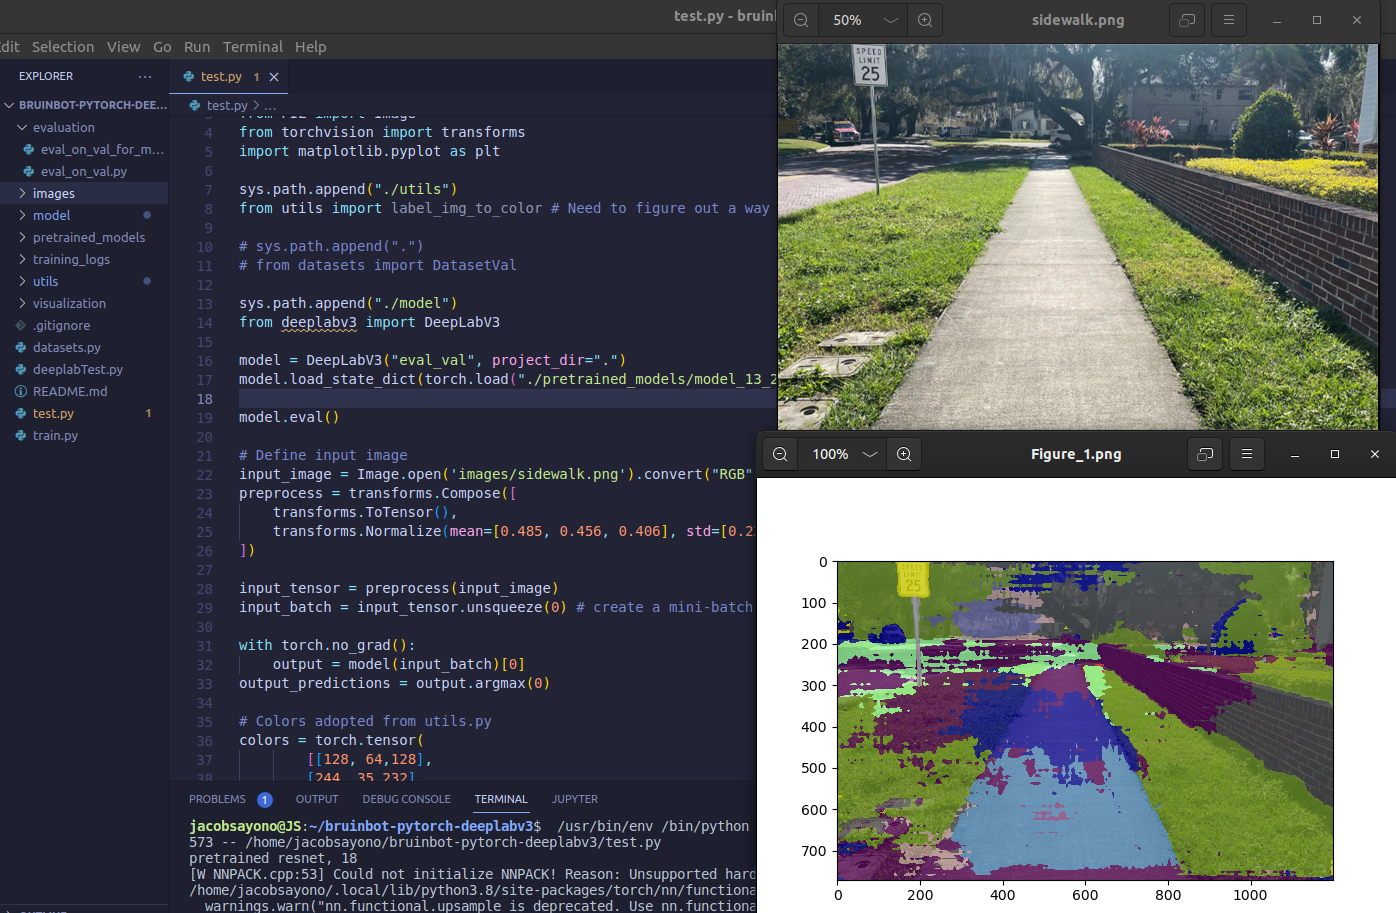 test.py - bruin
dit Selection View Go Run Terminal Help
EXPLORER ...
BRUINBOT-PYTORCH-DEE...
evaluation
eval_on_val_for_m...
eval_on_val.py
images
model
pretrained_models
training_logs
utils
visualization
.gitignore
datasets.py
deeplabTest.py
README.md
test.py 1
train.py
test.py 1
test.py > ...
3 from PIL import Image
4 from torchvision import transforms
5 import matplotlib.pyplot as plt
6
7 sys.path.append("./utils")
8 from utils import label_img_to_color # Need to figure out a way
9
10 # sys.path.append(".")
11 # from datasets import DatasetVal
12
13 sys.path.append("./model")
14 from deeplabv3 import DeepLabV3
15
16 model = DeepLabV3("eval_val", project_dir=".")
17 model.load_state_dict(torch.load("./pretrained_models/model_13_2
18
19 model.eval()
20
21 # Define input image
22 input_image = Image.open('images/sidewalk.png').convert("RGB"
23 preprocess = transforms.Compose([
24 transforms.ToTensor(),
25 transforms.Normalize(mean=[0.485, 0.456, 0.406], std=[0.2
26 ])
27
28 input_tensor = preprocess(input_image)
29 input_batch = input_tensor.unsqueeze(0) # create a mini-batch
30
31 with torch.no_grad():
32 output = model(input_batch)[0]
33 output_predictions = output.argmax(0)
34
35 # Colors adopted from utils.py
36 colors = torch.tensor(
37 [[128, 64,128],
38 [244, 35,232]
PROBLEMS 1 OUTPUT DEBUG CONSOLE TERMINAL JUPYTER
jacobsayono@JS:~/bruinbot-pytorch-deeplabv3$ /usr/bin/env /bin/python
573 -- /home/jacobsayono/bruinbot-pytorch-deeplabv3/test.py
pretrained resnet, 18
[W NNPACK.cpp:53] Could not initialize NNPACK! Reason: Unsupported hard
/home/jacobsayono/.local/lib/python3.8/site-packages/torch/nn/functiona
warnings.warn("nn.functional.upsample is deprecated. Use nn.functiona
50% sidewalk.png
SPEED
LIMIT
25
100% Figure_1.png
SPEED
LIMIT
25
0
100
200
300
400
500
600
700
0 200 400 600 800 1000